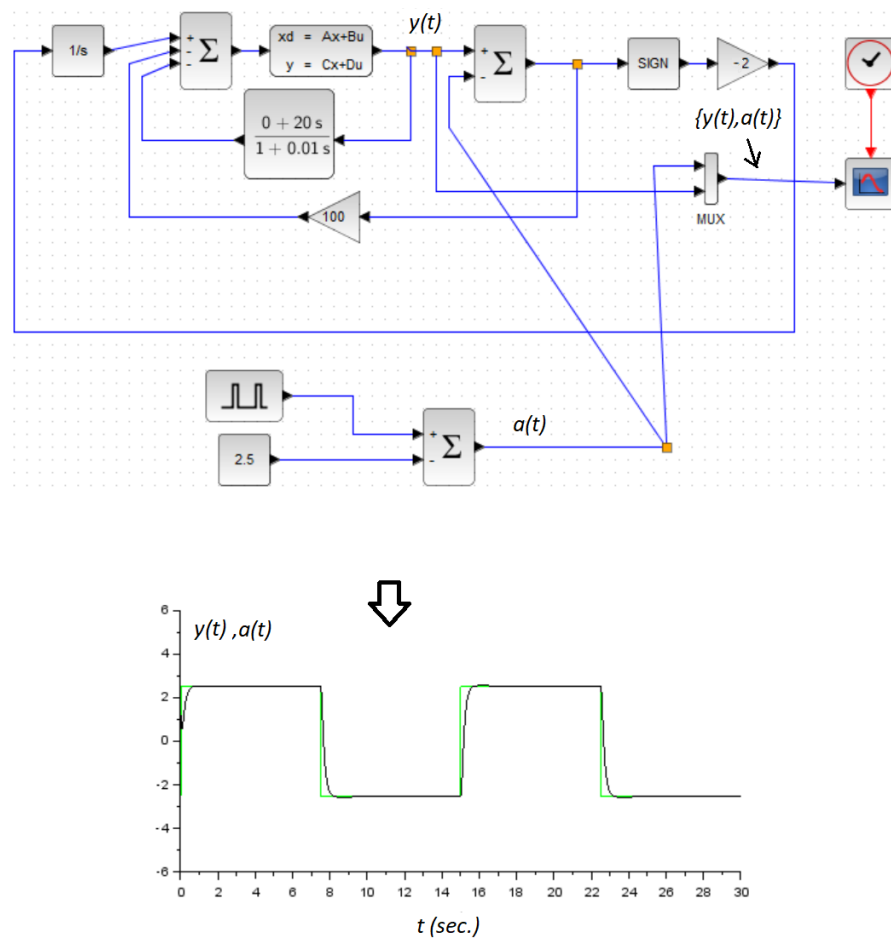 y(t)
1/s
+
-
-
Σ
xd = Ax+Bu
y = Cx+Du
+
-
Σ
SIGN
-2
0 + 20 s
1 + 0.01 s
{y(t),a(t)}
100
MUX
+
-
Σ
a(t)
2.5
y(t) ,a(t)
6
4
2
0
-2
-4
-6
0 2 4 6 8 10 12 14 16 18 20 22 24 26 28 30
t (sec.)